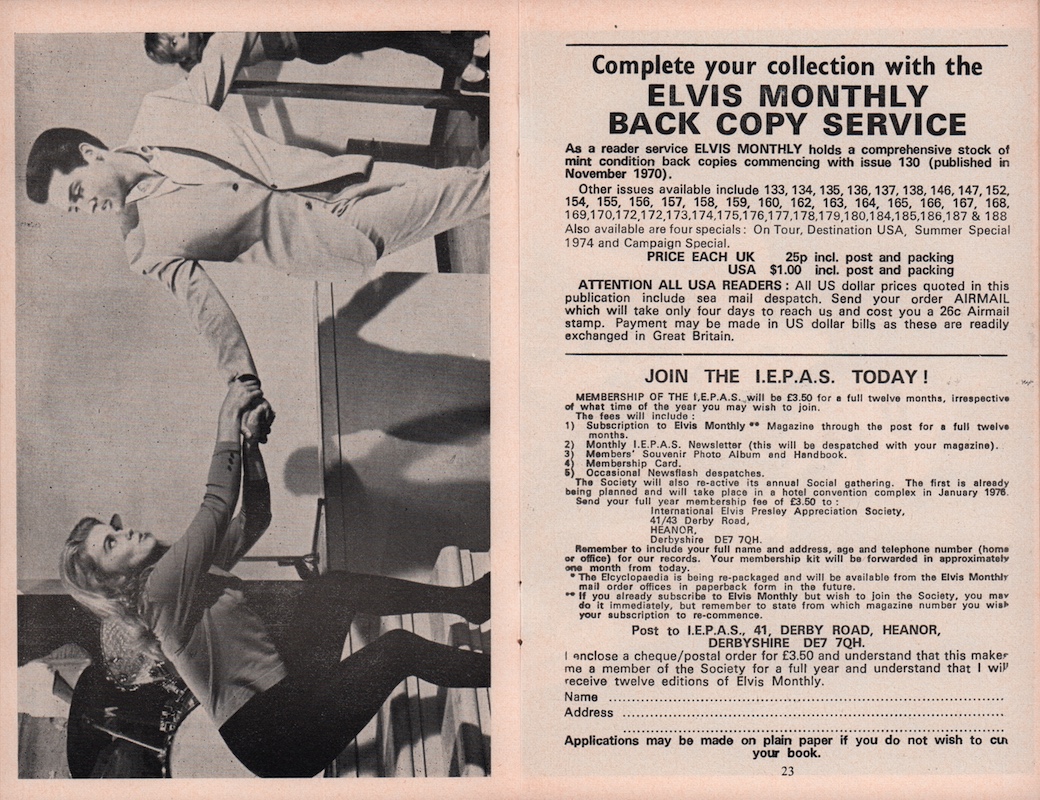 Complete your collection with the
ELVIS MONTHLY
BACK COPY SERVICE
As a reader service ELVIS MONTHLY holds a comprehensive stock of
mint condition back copies commencing with issue 130 (published in
November 1970).
Other issues available include 133, 134, 135, 136, 137, 138, 146, 147, 152,
154, 155, 156, 157, 158, 159, 160, 162, 163, 164, 165, 166, 167, 168,
169,170,172,172,173,174,175,176,177,178,179,180,184,185,186,187 & 188
Also available are four specials: On Tour, Destination USA, Summer Special
1974 and Campaign Special.
PRICE EACH UK 25p incl. post and packing
USA $1.00 incl. post and packing
ATTENTION ALL USA READERS: All US dollar prices quoted in this
publication include sea mail despatch. Send your order AIRMAIL
which will take only four days to reach us and cost you a 26c Airmail
stamp. Payment may be made in US dollar bills as these are readily
exchanged in Great Britain.
JOIN THE I.E.P.A.S. TODAY!
MEMBERSHIP OF THE I.E.P.A.S. will be £3.50 for a full twelve months, irrespective
of what time of the year you may wish to join.
The fees will include:
1) Subscription to Elvis Monthly ** Magazine through the post for a full twelve
months.
2) Monthly I.E.P.A.S. Newsletter (this will be despatched with your magazine).
3) Members' Souvenir Photo Album and Handbook.
4) Membership Card.
5) Occasional Newsflash despatches.
The Society will also re-active its annual Social gathering. The first is already
being planned and will take place in a hotel convention complex in January 1976.
Send your full year membership fee of £3.50 to:
International Elvis Presley Appreciation Society,
41/43 Derby Road,
HEANOR,
Derbyshire DE7 7QH.
Remember to include your full name and address, age and telephone number (home
or office) for our records. Your membership kit will be forwarded in approximately
one month from today.
* The Elcyclopaedia is being re-packaged and will be available from the Elvis Monthly
mail order offices in paperback form in the future.
** If you already subscribe to Elvis Monthly but wish to join the Society, you may
do it immediately, but remember to state from which magazine number you wish
your subscription to re-commence.
Post to I.E.P.A.S., 41, DERBY ROAD, HEANOR,
DERBYSHIRE DE7 7QH.
I enclose a cheque/postal order for £3.50 and understand that this makes
me a member of the Society for a full year and understand that I will
receive twelve editions of Elvis Monthly.
Name
Address
Applications may be made on plain paper if you do not wish to cut
your book.
23